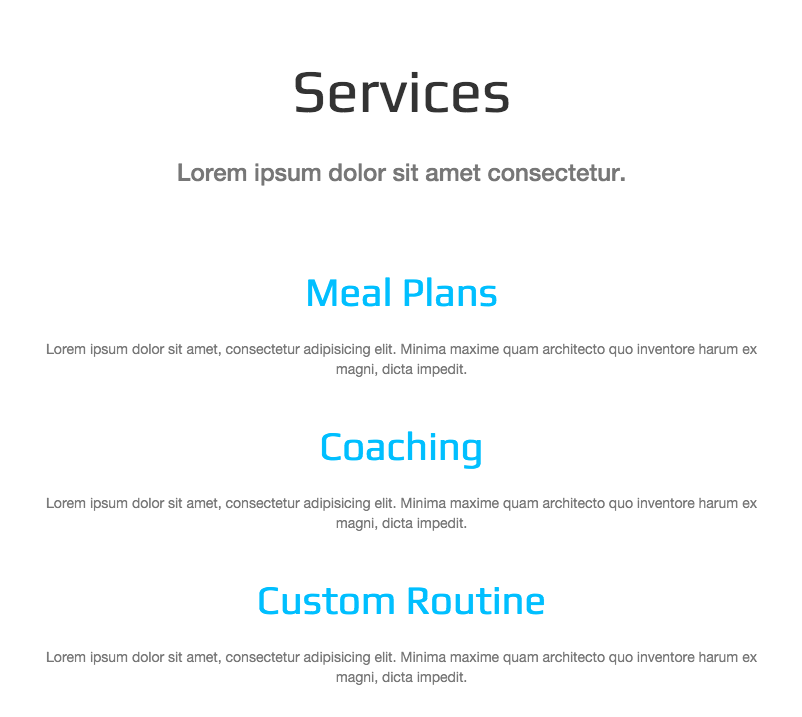 Services
Lorem ipsum dolor sit amet consectetur.
Meal Plans
Lorem ipsum dolor sit amet, consectetur adipisicing elit. Minima maxime quam architecto quo inventore harum ex
magni, dicta impedit.
Coaching
Lorem ipsum dolor sit amet, consectetur adipisicing elit. Minima maxime quam architecto quo inventore harum ex
magni, dicta impedit.
Custom Routine
Lorem ipsum dolor sit amet, consectetur adipisicing elit. Minima maxime quam architecto quo inventore harum ex
magni, dicta impedit.